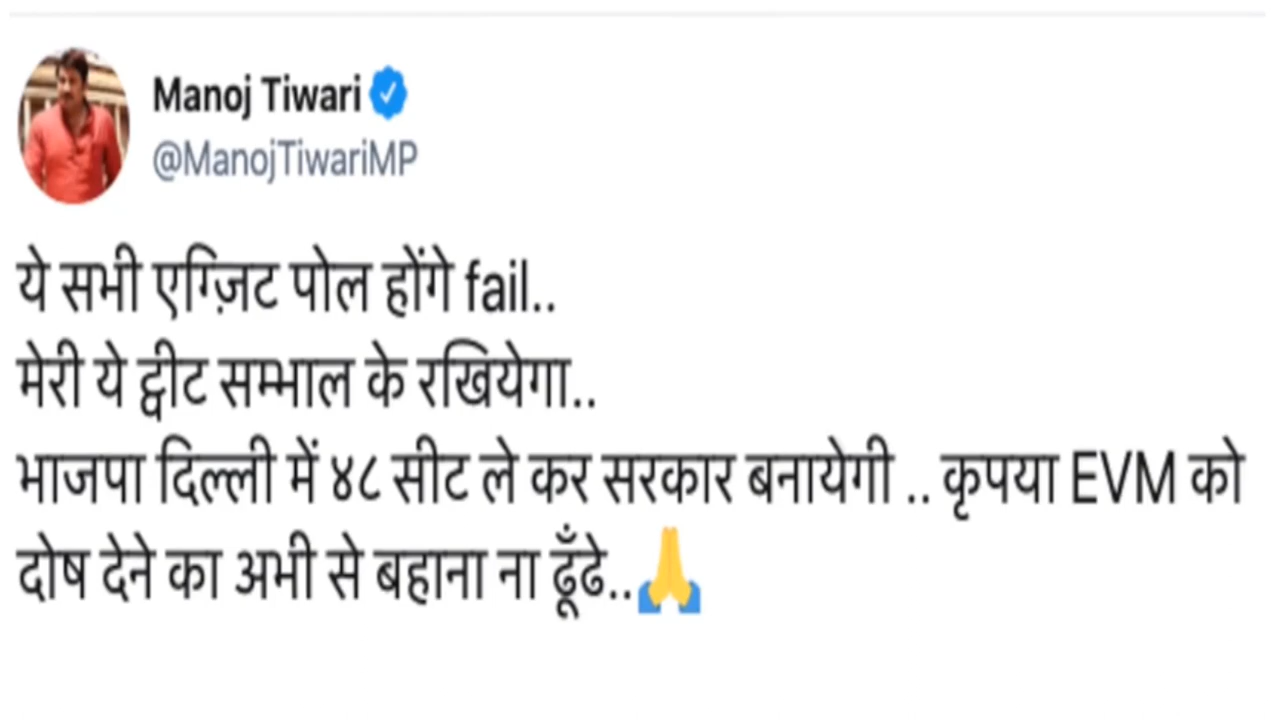 Manoj Tiwari
@ManojTiwariMP
ये सभी एग्ज़िट पोल होंगे fail..
मेरी ये ट्वीट सम्भाल के रखियेगा..
भाजपा दिल्ली में ४८ सीट ले कर सरकार बनायेगी .. कृपया EVM को
दोष देने का अभी से बहाना ना ढूँढे..🙏